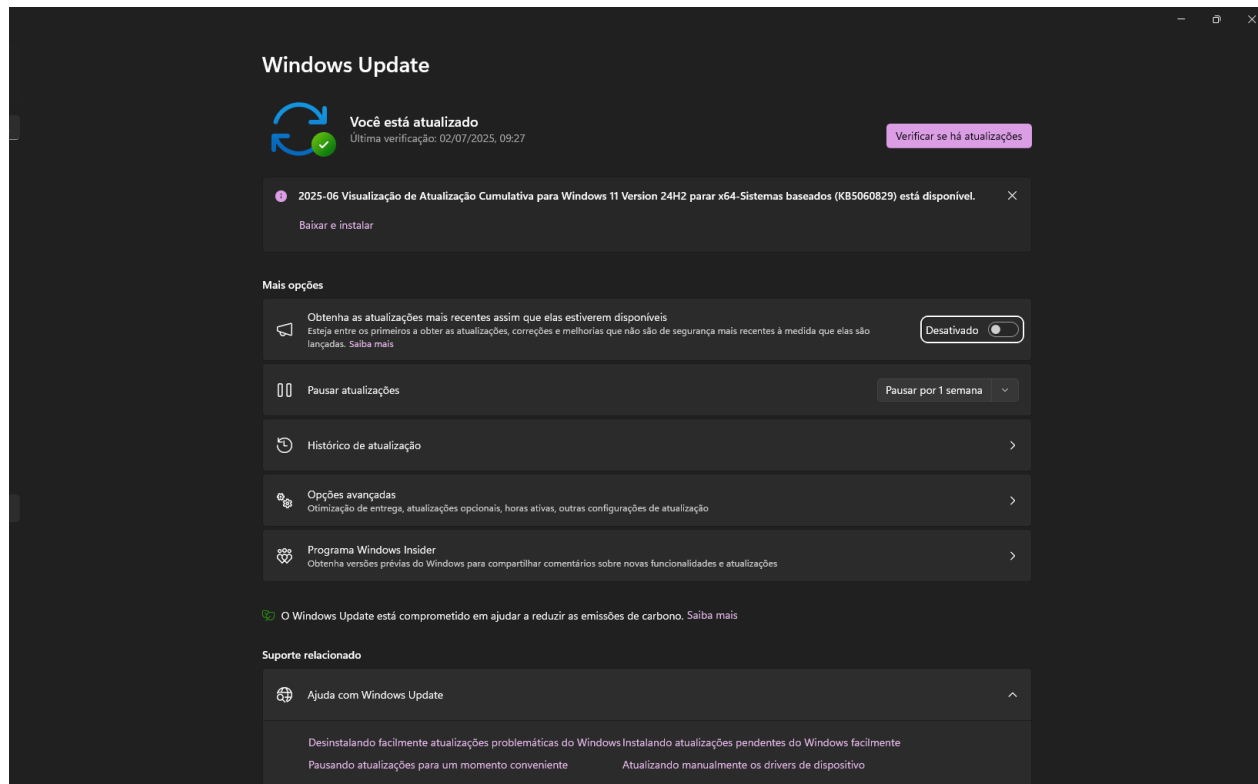 Windows Update
Você está atualizado
Última verificação: 02/07/2025, 09:27
Verificar se há atualizações
2025-06 Visualização de Atualização Cumulativa para Windows 11 Version 24H2 parar x64-Sistemas baseados (KB5060829) está disponível.
Baixar e instalar
Mais opções
Obtenha as atualizações mais recentes assim que elas estiverem disponíveis
Esteja entre os primeiros a obter as atualizações, correções e melhorias que não são de segurança mais recentes à medida que elas são
lançadas. Saiba mais
Desativado
Pausar atualizações
Pausar por 1 semana
Histórico de atualização
Opções avançadas
Otimização de entrega, atualizações opcionais, horas ativas, outras configurações de atualização
Programa Windows Insider
Obtenha versões prévias do Windows para compartilhar comentários sobre novas funcionalidades e atualizações
O Windows Update está comprometido em ajudar a reduzir as emissões de carbono. Saiba mais
Suporte relacionado
Ajuda com Windows Update
Desinstalando facilmente atualizações problemáticas do Windows Instalando atualizações pendentes do Windows facilmente
Pausando atualizações para um momento conveniente Atualizando manualmente os drivers de dispositivo